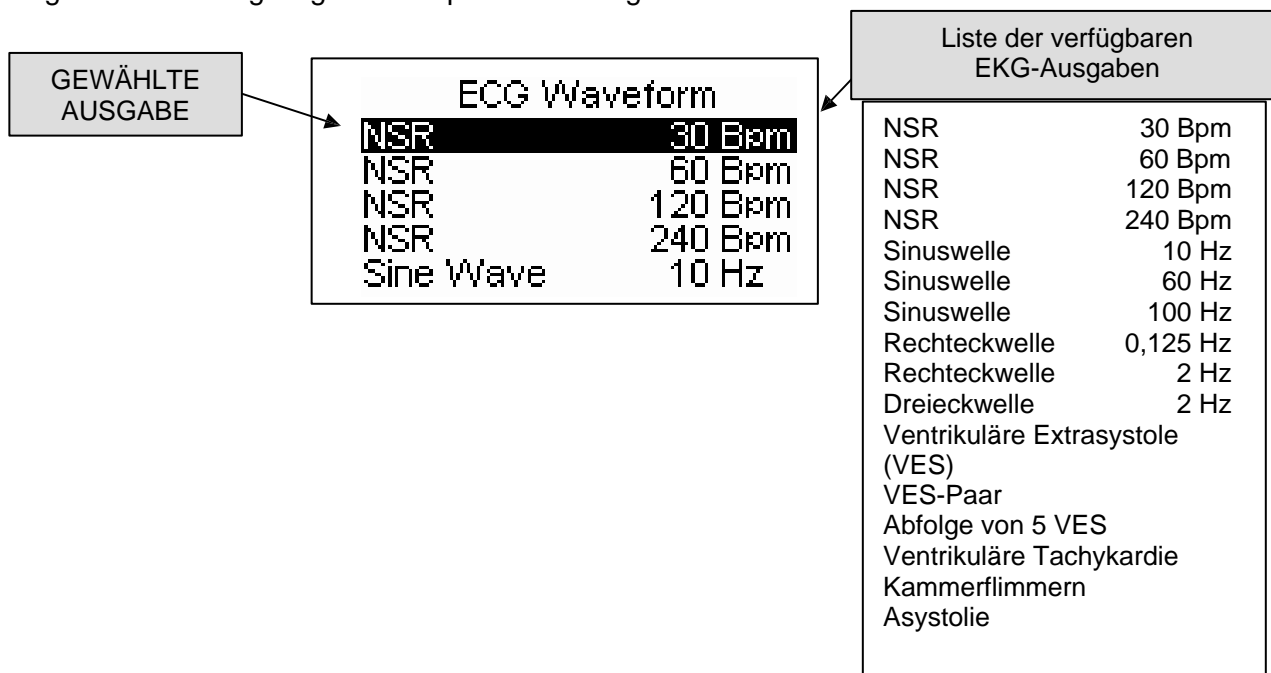 GEWÄHLTE
AUSGABE
ECG Waveform
NSR 30 Bpm
NSR 60 Bpm
NSR 120 Bpm
NSR 240 Bpm
Sine Wave 10 Hz
Liste der verfügbaren
EKG-Ausgaben
NSR 30 Bpm
NSR 60 Bpm
NSR 120 Bpm
NSR 240 Bpm
Sinuswelle 10 Hz
Sinuswelle 60 Hz
Sinuswelle 100 Hz
Rechteckwelle 0,125 Hz
Rechteckwelle 2 Hz
Dreieckwelle 2 Hz
Ventrikuläre Extrasystole
(VES)
VES-Paar
Abfolge von 5 VES
Ventrikuläre Tachykardie
Kammerflimmern
Asystolie